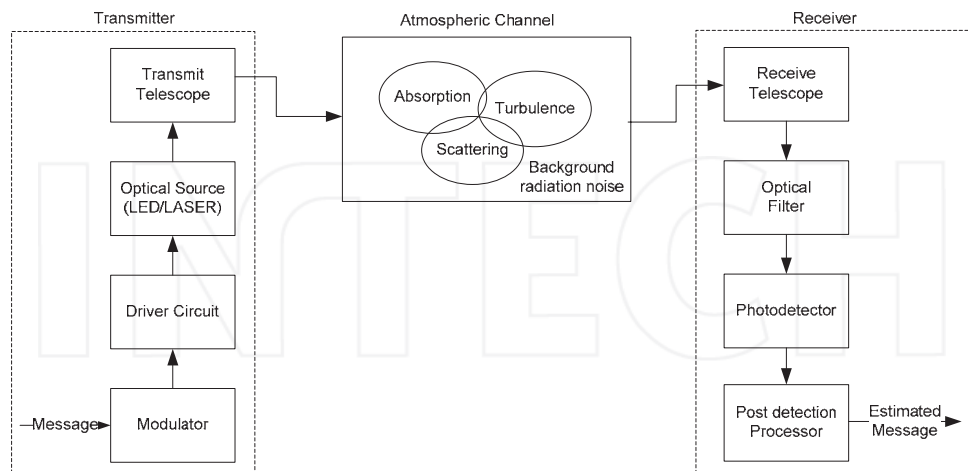 Transmitter
Atmospheric Channel
Receiver
Transmit
Telescope
Optical Source
(LED/LASER)
Driver Circuit
Message
Modulator
Absorption
Turbulence
Scattering
Background
radiation noise
Receive
Telescope
Optical
Filter
Photodetector
Post detection
Processor
Estimated
Message
INTECH